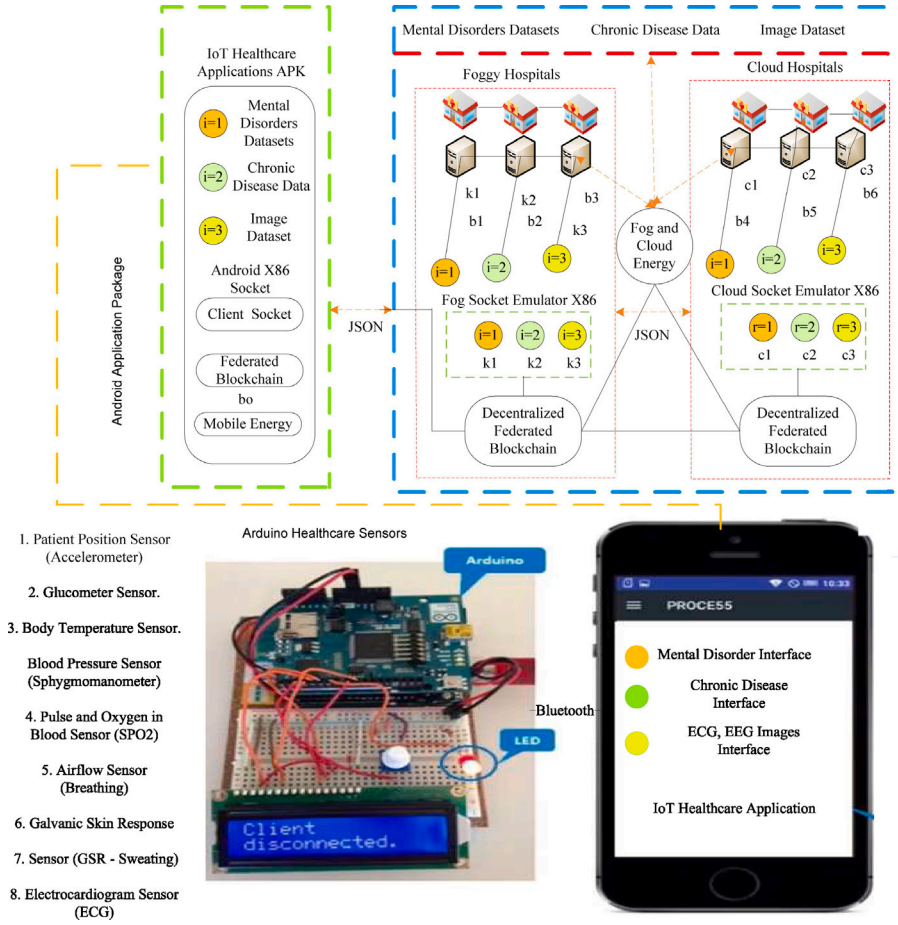 IoT Healthcare
Applications APK
i=1
Mental
Disorders
Datasets
i=2
Chronic
Disease Data
i=3
Image
Dataset
Android X86
Socket
Client Socket
Federated
Blockchain
bo
Mobile Energy
Android Application Package
JSON
Mental Disorders Datasets
Chronic Disease Data
Image Dataset
Foggy Hospitals
k1
k2
b3
b1
b2
k3
i=1
i=2
i=3
Fog Socket Emulator X86
i=1
i=2
i=3
k1
k2
k3
Decentralized
Federated
Blockchain
Fog and
Cloud
Energy
JSON
Cloud Hospitals
c1
c2
c3
b4
b5
b6
i=1
i=2
i=3
Cloud Socket Emulator X86
r=1
r=2
r=3
c1
c2
c3
Decentralized
Federated
Blockchain
1. Patient Position Sensor
(Accelerometer)
2. Glucometer Sensor.
3. Body Temperature Sensor.
Blood Pressure Sensor
(Sphygmomanometer)
4. Pulse and Oxygen in
Blood Sensor (SPO2)
5. Airflow Sensor
(Breathing)
6. Galvanic Skin Response
7. Sensor (GSR - Sweating)
8. Electrocardiogram Sensor
(ECG)
Arduino Healthcare Sensors
Arduino
LED
Client
disconnected.
Bluetooth
10:33
PROCE55
Mental Disorder Interface
Chronic Disease
Interface
ECG, EEG Images
Interface
IoT Healthcare Application